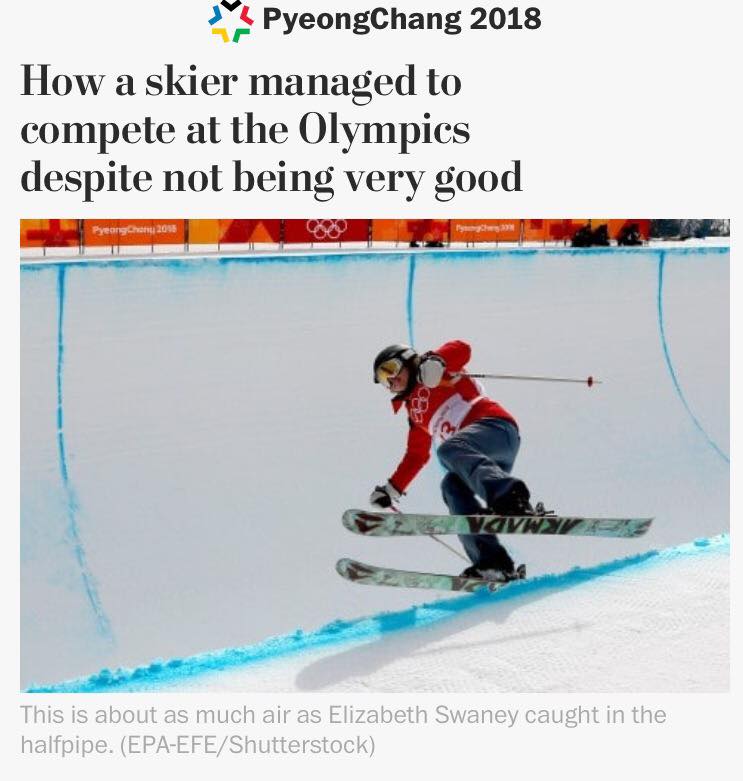 PyeongChang 2018
How a skier managed to
compete at the Olympics
despite not being very good
PyeongChang 2018
PyeongChang 2018
ARMADA
This is about as much air as Elizabeth Swaney caught in the
halfpipe. (EPA-EFE/Shutterstock)